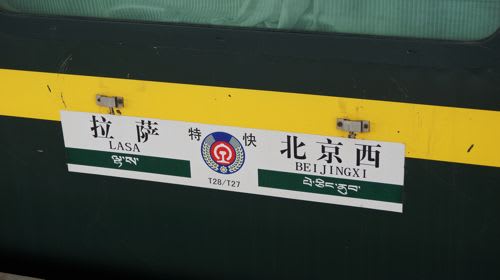 拉萨
LASA
ལྷ་ས།
特快
T28/T27
北京西
BEIJINGXI
པེ་ཅིང་ནུབ།